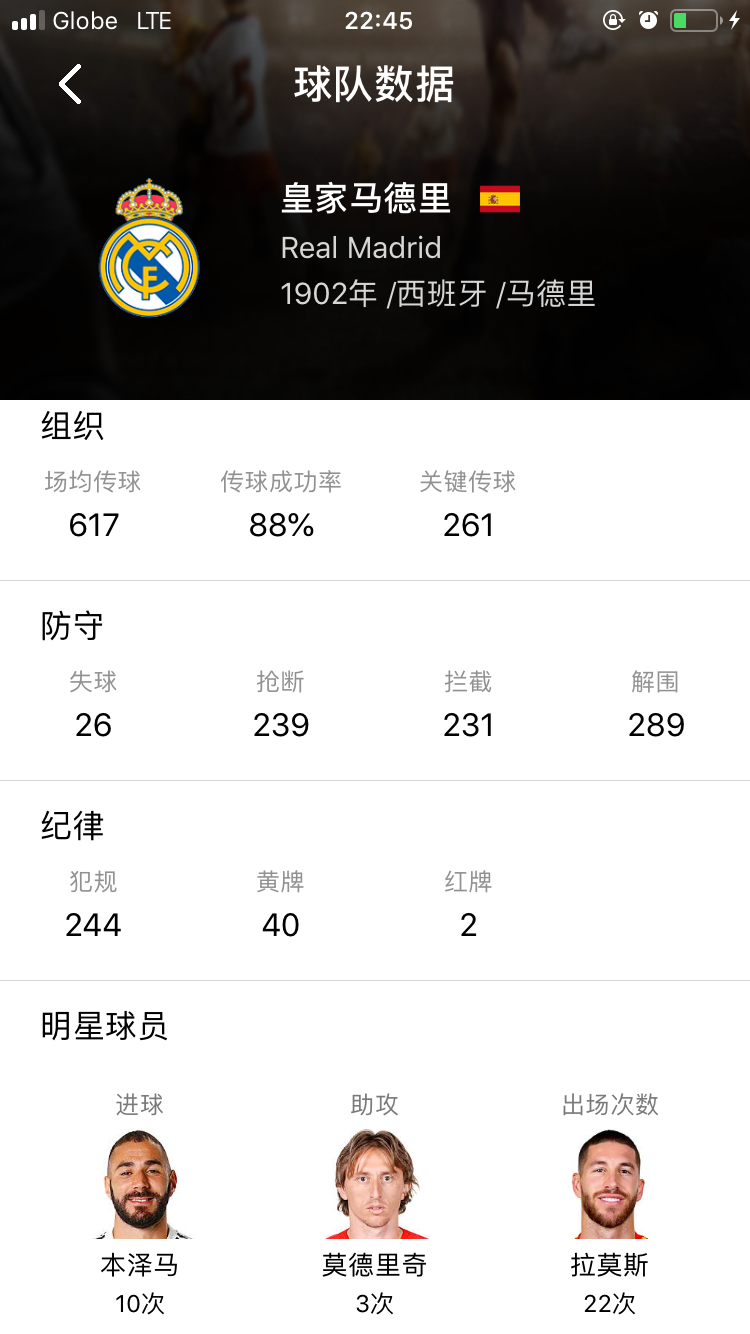 Globe LTE 22:45
球队数据
皇家马德里
Real Madrid
1902年 /西班牙 /马德里
组织
场均传球 传球成功率 关键传球
617 88% 261
防守
失球 抢断 拦截 解围
26 239 231 289
纪律
犯规 黄牌 红牌
244 40 2
明星球员
进球 助攻 出场次数
本泽马 莫德里奇 拉莫斯
10次 3次 22次